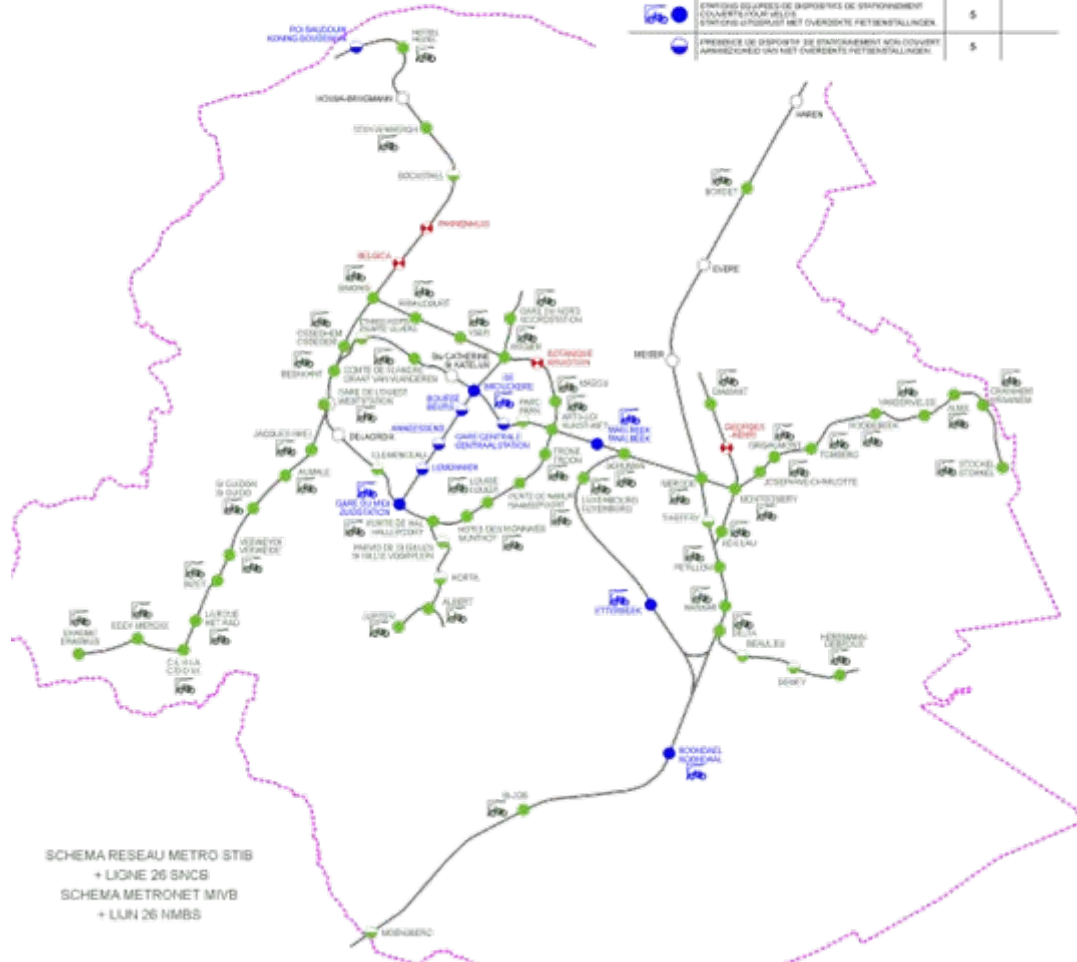 STATIONS EQUIPEES DE DISPOSITIFS DE STATIONNEMENT
COUVERTS POUR VELOS
STATIONS UITGERUST MET OVERDEKTE FIETSENSTALLINGEN
5
PRESENCE DE DISPOSITIF DE STATIONNEMENT NON COUVERT
AANWEZIGHEID VAN NIET OVERDEKTE FIETSENSTALLINGEN
5
ROI BAUDOUIN
KONING BOUDEWIJN
HOUBA-BRUGMANN
STUYVENBERGH
BOCKSTAEL
PANNENHUIS
BELGICA
SIMONIS
RIBAUCOURT
YSER
ROGIER
GARE DU NORD
NOORDSTATION
OSSEGHEM
OSSEGEM
BEEKKANT
COMTE DE FLANDRE
GRAAF VAN VLAANDEREN
Ste CATHERINE
St KATELIJN
DE
BROUCKERE
BOTANIQUE
KRUIDTUIN
MADOU
GARE DE L'OUEST
WESTSTATION
BOURSE
BEURS
PARC
PARK
ARTS-LOI
KUNST-WET
MAELBEEK
MAALBEEK
JACQUES BREL
DELACROIX
ANNEESSENS
GARE CENTRALE
CENTRAALSTATION
CLEMENCEAU
LEMONNIER
TRONE
TROON
SCHUMAN
AUMALE
LOUISE
LOUIZA
St GUIDON
St GUIDO
GARE DU MIDI
ZUIDSTATION
PORTE DE NAMUR
NAAMSEPOORT
LUXEMBOURG
LUXEMBURG
PORTE DE HAL
HALLEPOORT
HOTEL DES MONNAIES
MUNTHOF
VEEWEYDE
VEEWEIDE
PARVIS DE St GILLES
St GILLIS VOORPLEIN
BIZET
HORTA
LA ROUE
HET RAD
ALBERT
EDDY MERCKX
ERASME
ERASMUS
C.E.R.I.A.
C.O.O.V.I.
HAREN
BORDET
EVERE
MEISER
DIAMANT
GEORGES
HENRI
MERODE
MONTGOMERY
JOSEPHINE-CHARLOTTE
GRIBAUMONT
TOMBERG
ROODEBEEK
VANDERVELDE
ALMA
CRAINHEM
KRAAINEM
STOCKEL
STOKKEL
THIEFFRY
BOILEAU
PETILLON
HANKAR
DELTA
BEAULIEU
DEMEY
HERRMANN-
DEBROUX
ETTERBEEK
BOONDAEL
BOONDAAL
St-JOB
MOENSBERG
SCHEMA RESEAU METRO STIB
+ LIGNE 26 SNCB
SCHEMA METRONET MIVB
+ LIJN 26 NMBS